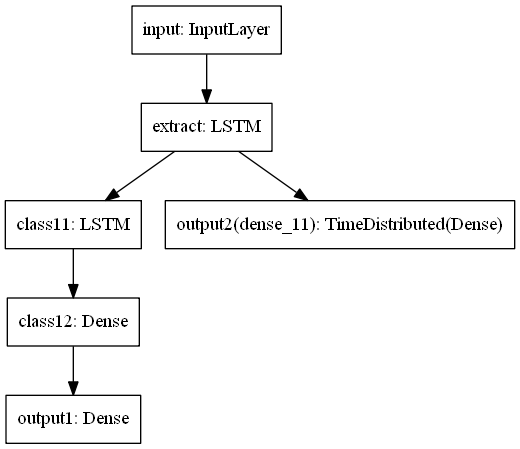 input: InputLayer
extract: LSTM
class11: LSTM
output2(dense_11): TimeDistributed(Dense)
class12: Dense
output1: Dense